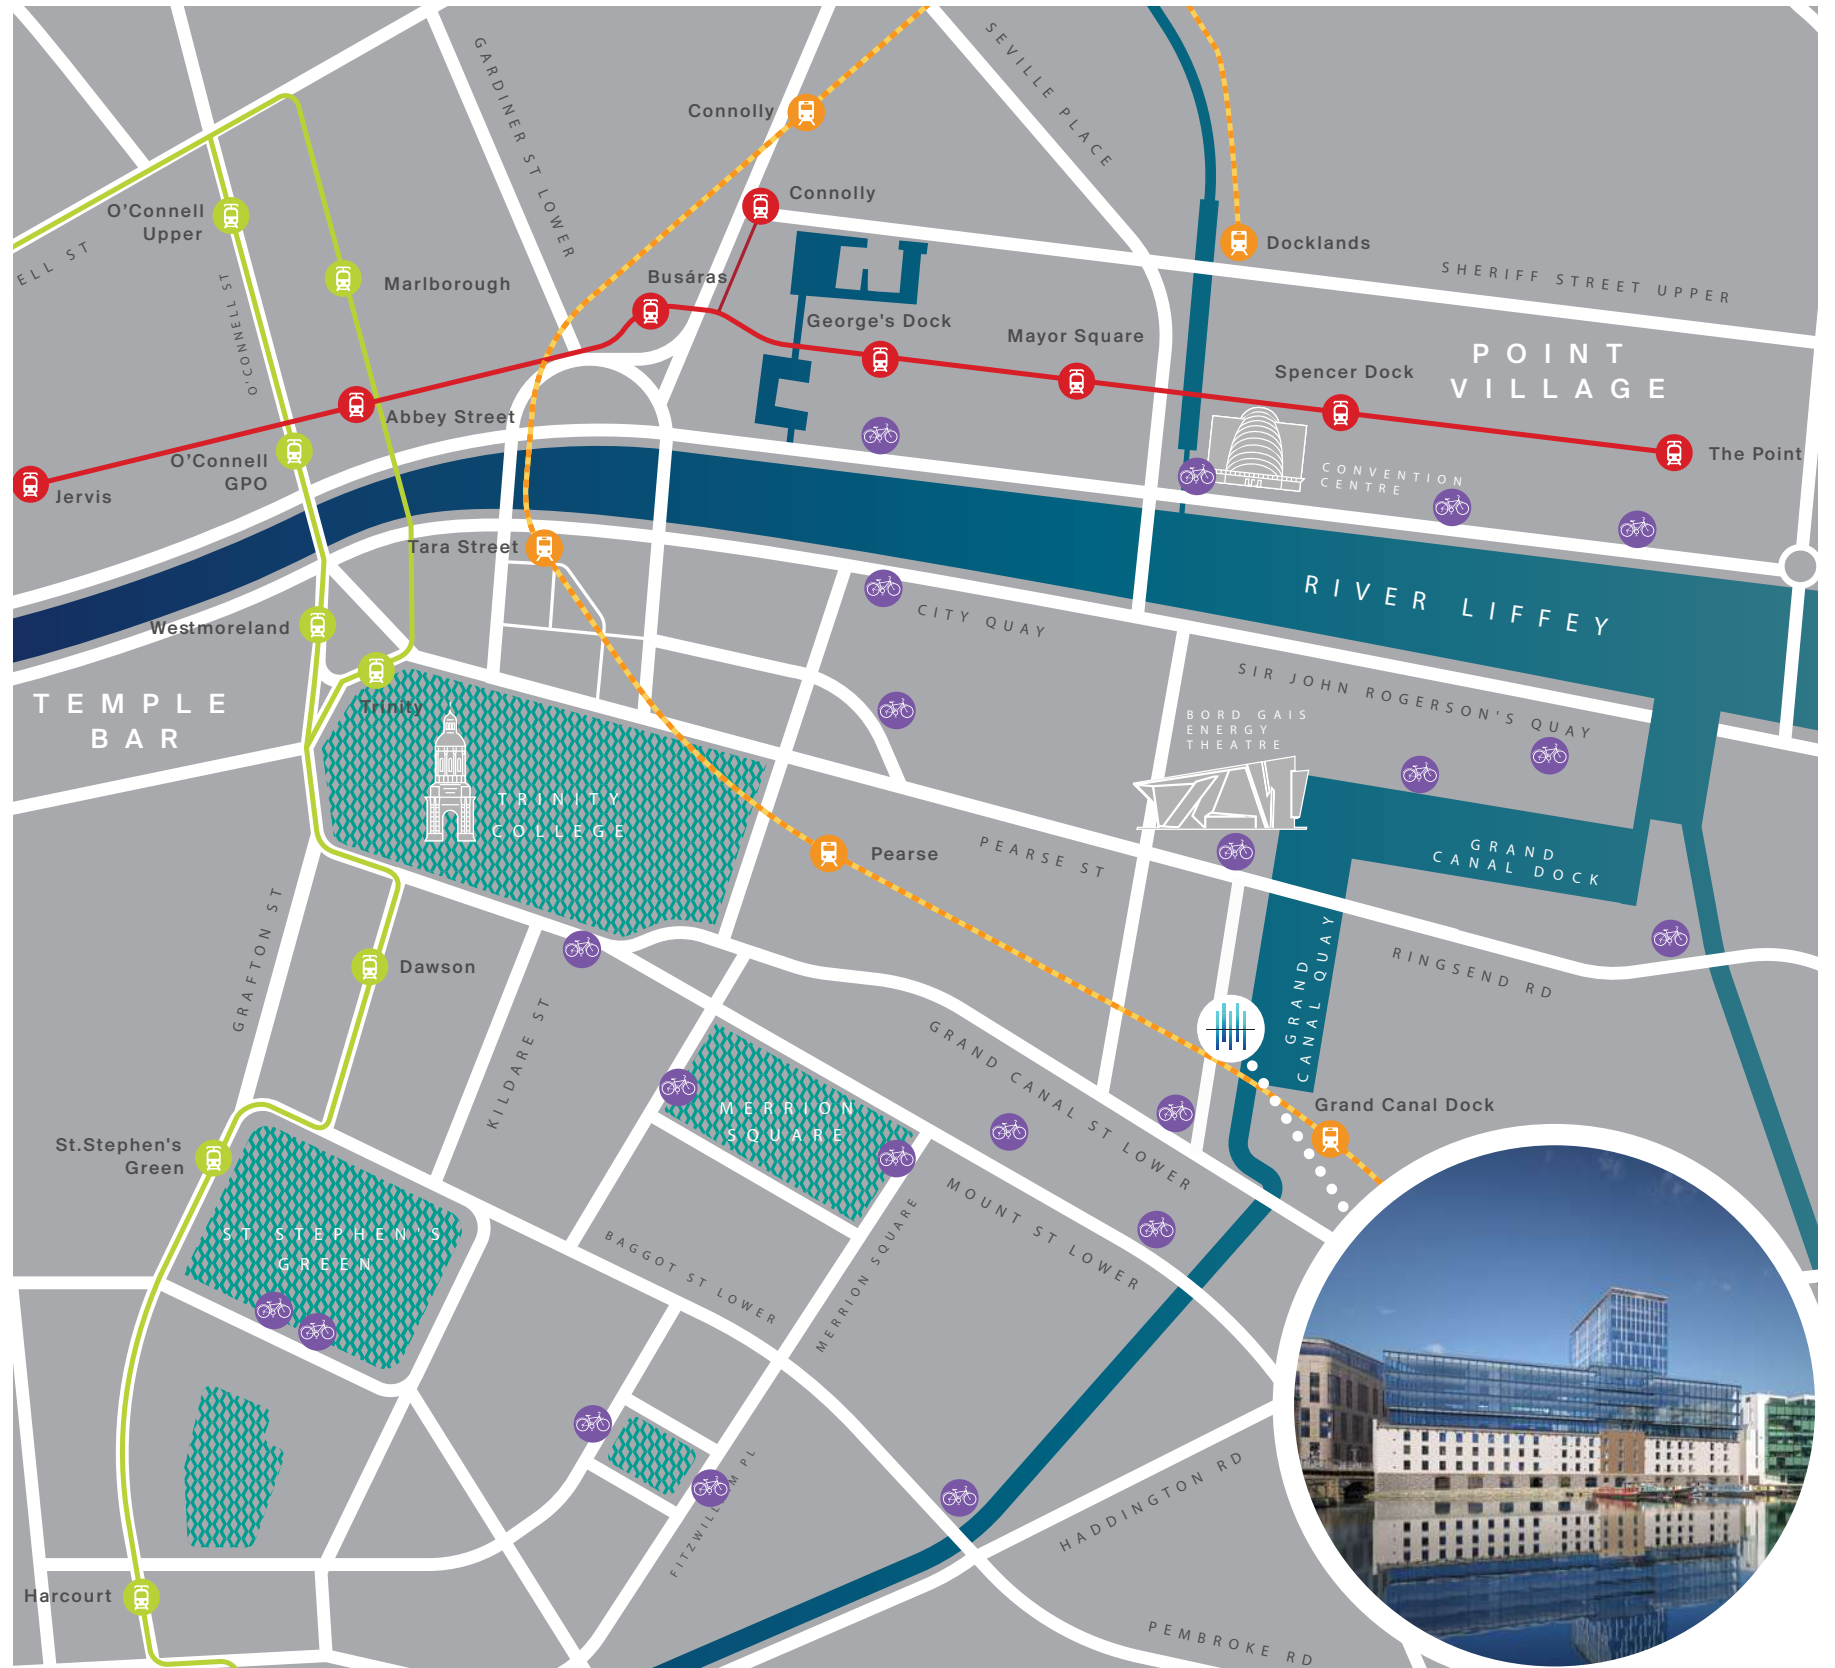 GARDINER ST LOWER
SEVILLE PLACE
Connolly
Connolly
O'Connell
Upper
ELL ST
O'CONNELL ST
Marlborough
Busáras
Docklands
SHERIFF STREET UPPER
George's Dock
Mayor Square
Spencer Dock
POINT
VILLAGE
Abbey Street
O'Connell
GPO
Jervis
The Point
CONVENTION
CENTRE
Tara Street
RIVER LIFFEY
CITY QUAY
Westmoreland
TEMPLE
BAR
Trinity
SIR JOHN ROGERSON'S QUAY
BORD GAIS
ENERGY
THEATRE
TRINITY
COLLEGE
PEARSE ST
Pearse
GRAND
CANAL DOCK
GRAFTON ST
Dawson
KILDARE ST
RINGSEND RD
GRAND
CANAL QUAY
GRAND CANAL ST LOWER
MERRION
SQUARE
Grand Canal Dock
St.Stephen's
Green
ST STEPHEN'S
GREEN
MOUNT ST LOWER
BAGGOT ST LOWER
MERRION SQUARE
FITZWILLIAM PL
HADDINGTON RD
Harcourt
PEMBROKE RD